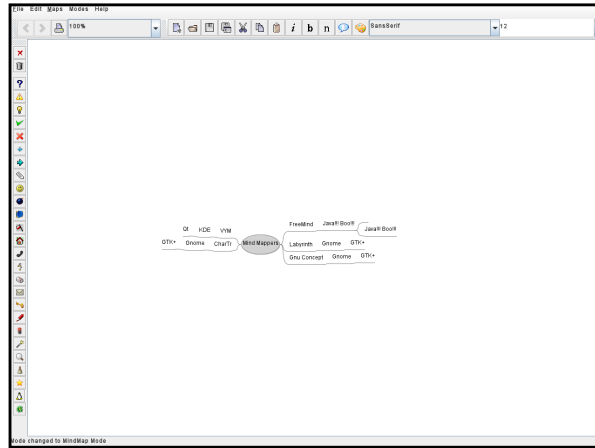 File Edit Maps Modes Help
100%
i b n
SansSerif
12
FreeMind Java!!! Boo!!!
Java!!! Boo!!!
Qt KDE VYM
GTK+ Gnome CharTr
Mind Mappers
Labyrinth Gnome GTK+
Gnu Concept Gnome GTK+
Mode changed to MindMap Mode